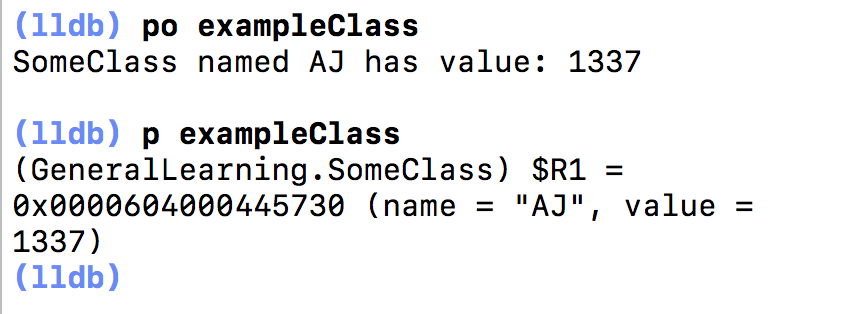 (lldb) po exampleClass
SomeClass named AJ has value: 1337
(lldb) p exampleClass
(GeneralLearning.SomeClass) $R1 =
0x0000604000445730 (name = "AJ", value =
1337)
(lldb)